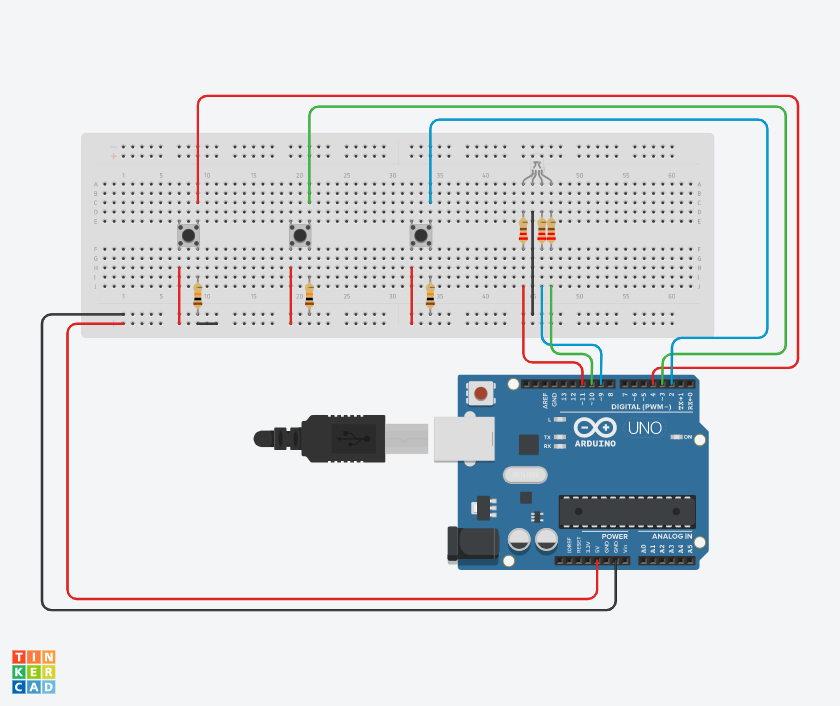 1 5 10 15 20 25 30 35 40 45 50 55 60
A A
B B
C C
D D
E E
F F
G G
H H
I I
J J
1 5 10 15 20 25 30 35 40 45 50 55 60
AREF GND 13 12 ~11 ~10 ~9 8 7 ~6 ~5 4 ~3 2 TX→1 RX←0
DIGITAL (PWM~)
L
TX
RX
ARDUINO
UNO
ON
POWER
ANALOG IN
IOREF RESET 3.3V 5V GND GND Vin A0 A1 A2 A3 A4 A5
TIN
KER
CAD